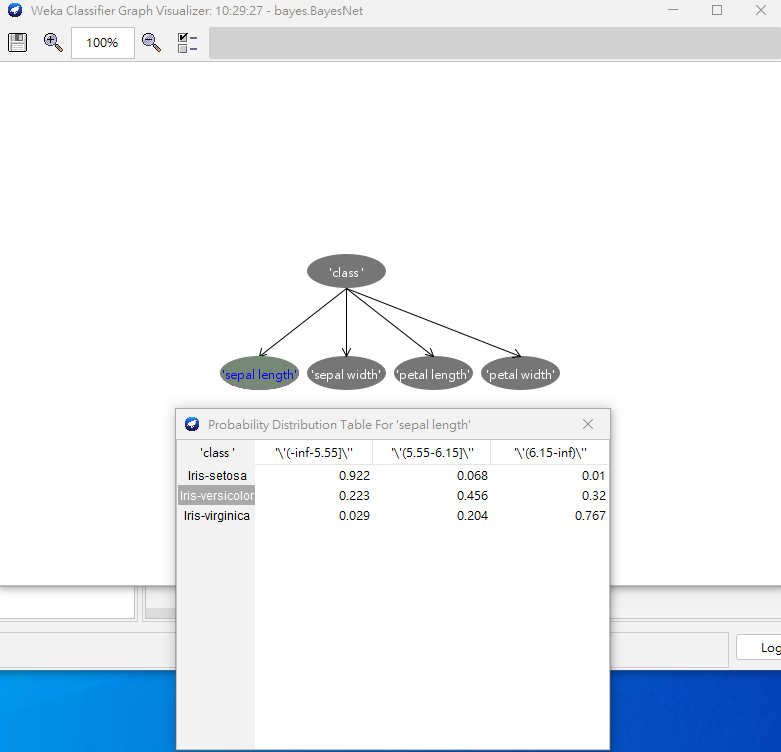 Weka Classifier Graph Visualizer: 10:29:27 - bayes.BayesNet
100%
'class '
'sepal length' 'sepal width' 'petal length' 'petal width'
Probability Distribution Table For 'sepal length'
'class ' '\'(-inf-5.55]\'' '\'(5.55-6.15]\'' '\'(6.15-inf)\''
Iris-setosa 0.922 0.068 0.01
Iris-versicolor 0.223 0.456 0.32
Iris-virginica 0.029 0.204 0.767
Log